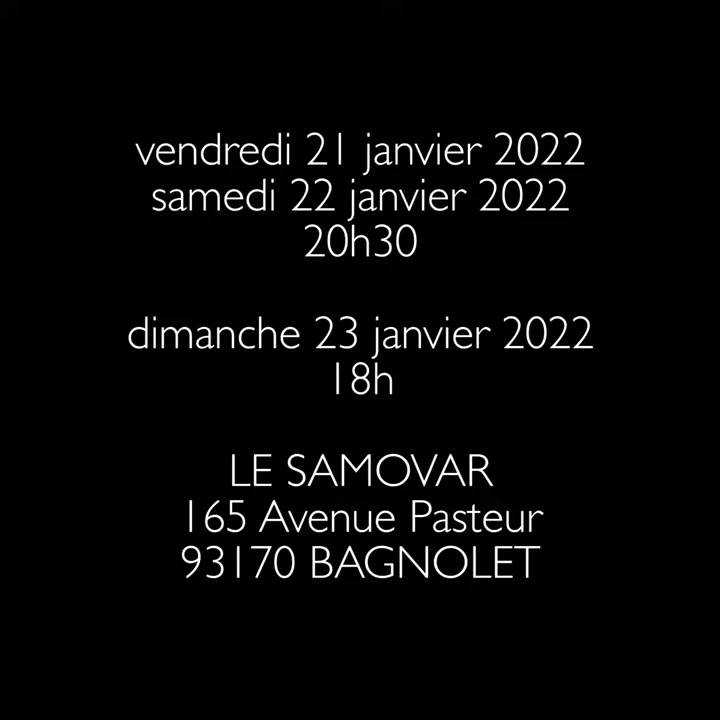 vendredi 21 janvier 2022
samedi 22 janvier 2022
20h30
dimanche 23 janvier 2022
18h
LE SAMOVAR
165 Avenue Pasteur
93170 BAGNOLET